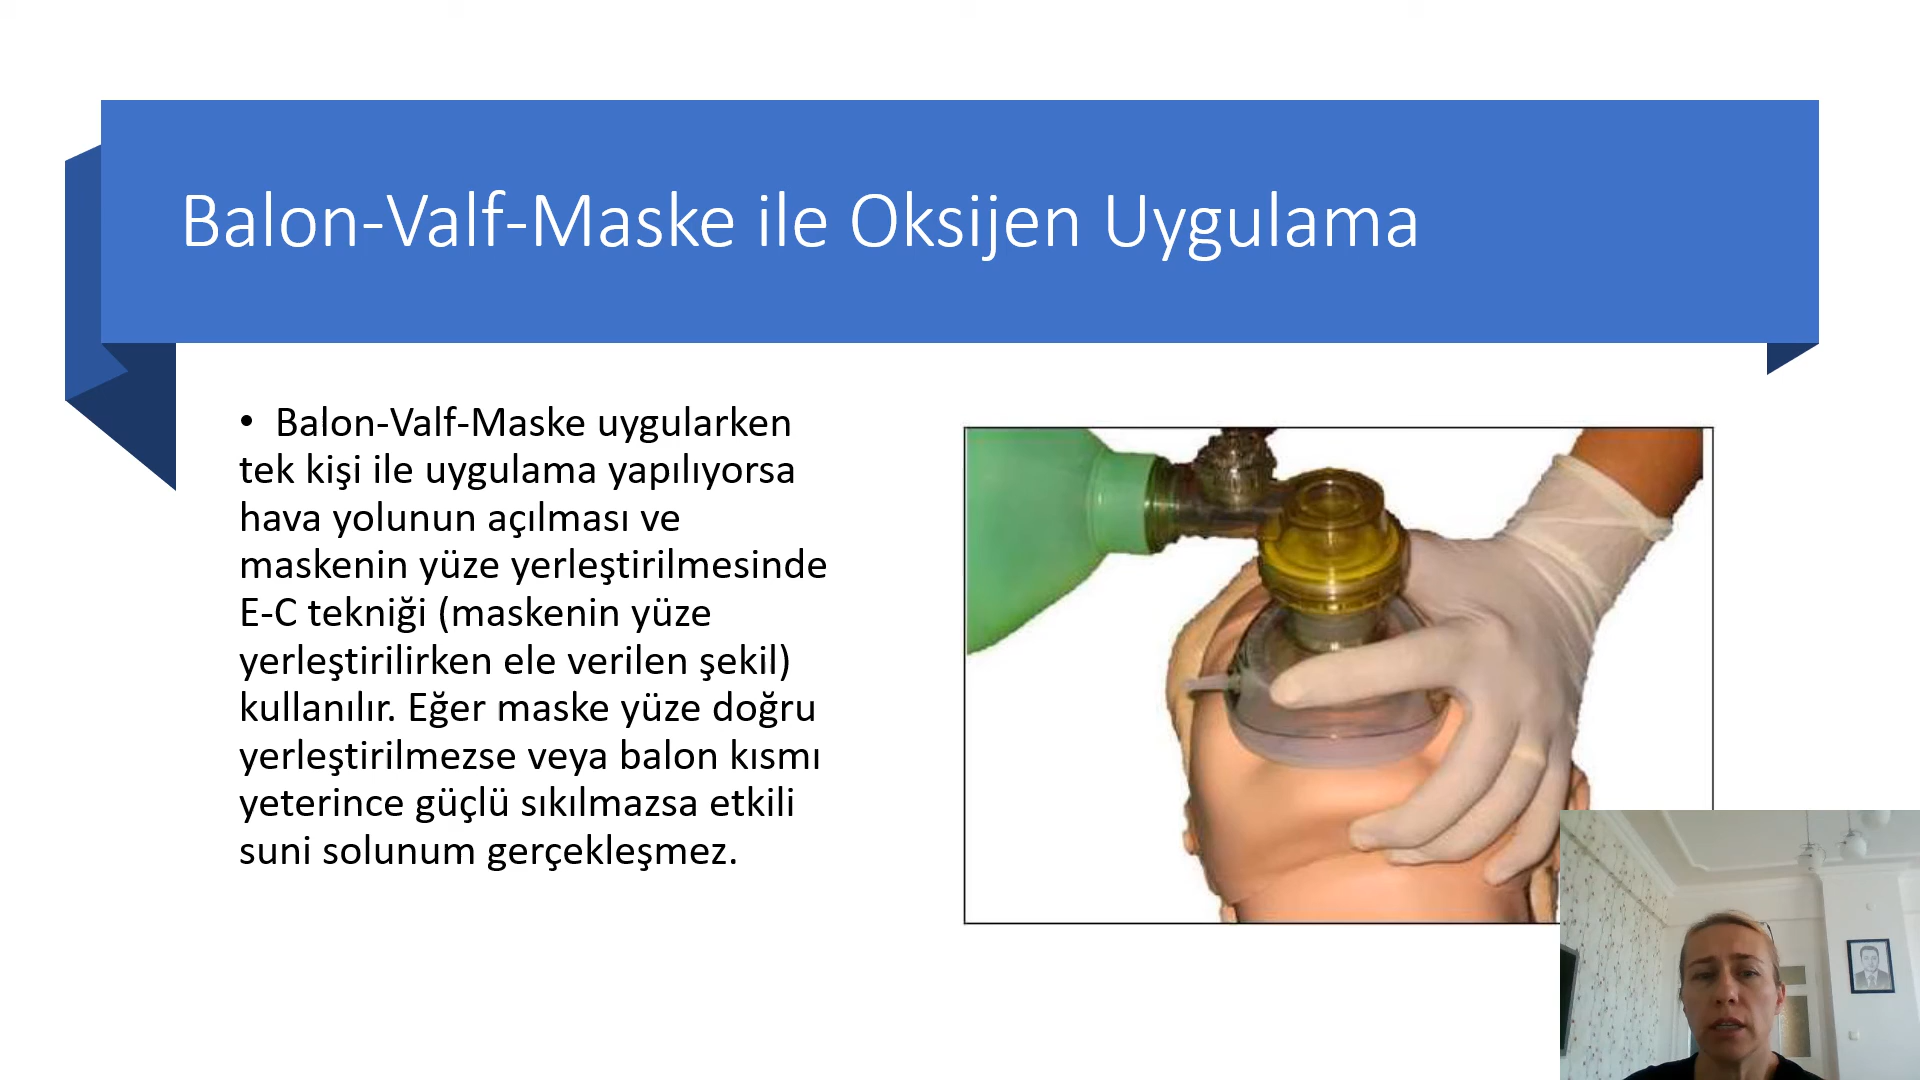 Balon-Valf-Maske ile Oksijen Uygulama
• Balon-Valf-Maske uygularken
tek kişi ile uygulama yapılıyorsa
hava yolunun açılması ve
maskenin yüze yerleştirilmesinde
E-C tekniği (maskenin yüze
yerleştirilirken ele verilen şekil)
kullanılır. Eğer maske yüze doğru
yerleştirilmezse veya balon kısmı
yeterince güçlü sıkılmazsa etkili
suni solunum gerçekleşmez.